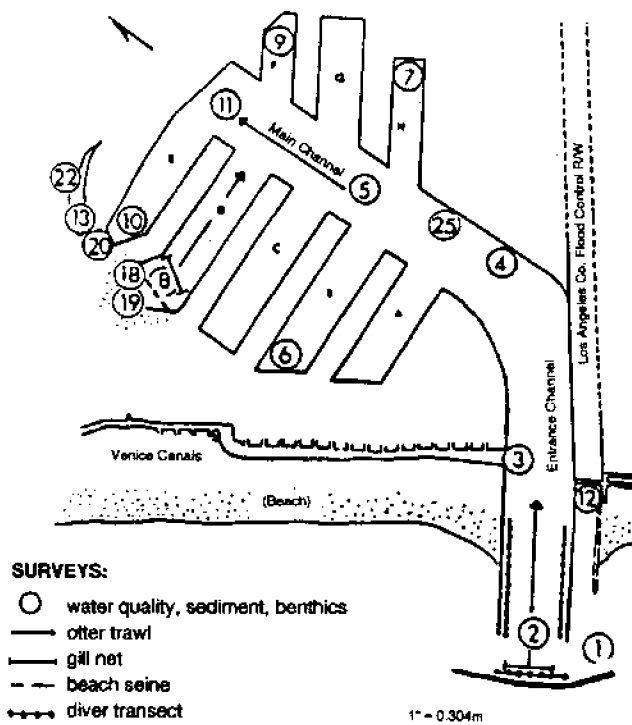 9
7
G
H
11
Main Channel
22
5
13
10
20
25
4
18
8
19
C
6
A
Los Angeles Co. Flood Control R/W
Entrance Channel
Venice Canals
3
(Beach)
12
SURVEYS:
water quality, sediment, benthics
otter trawl
gill net
beach seine
diver transect
2
1
1" = 0.304m